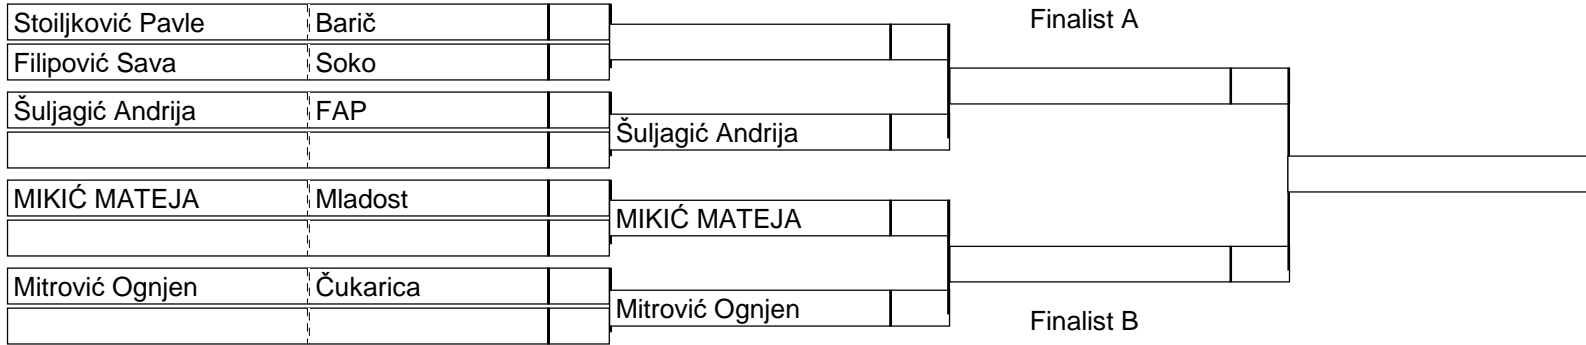 Stoiljković Pavle Barič
Filipović Sava Soko
Šuljagić Andrija FAP
MIKIĆ MATEJA Mladost
Mitrović Ognjen Čukarica
Šuljagić Andrija
MIKIĆ MATEJA
Mitrović Ognjen
Finalist A
Finalist B